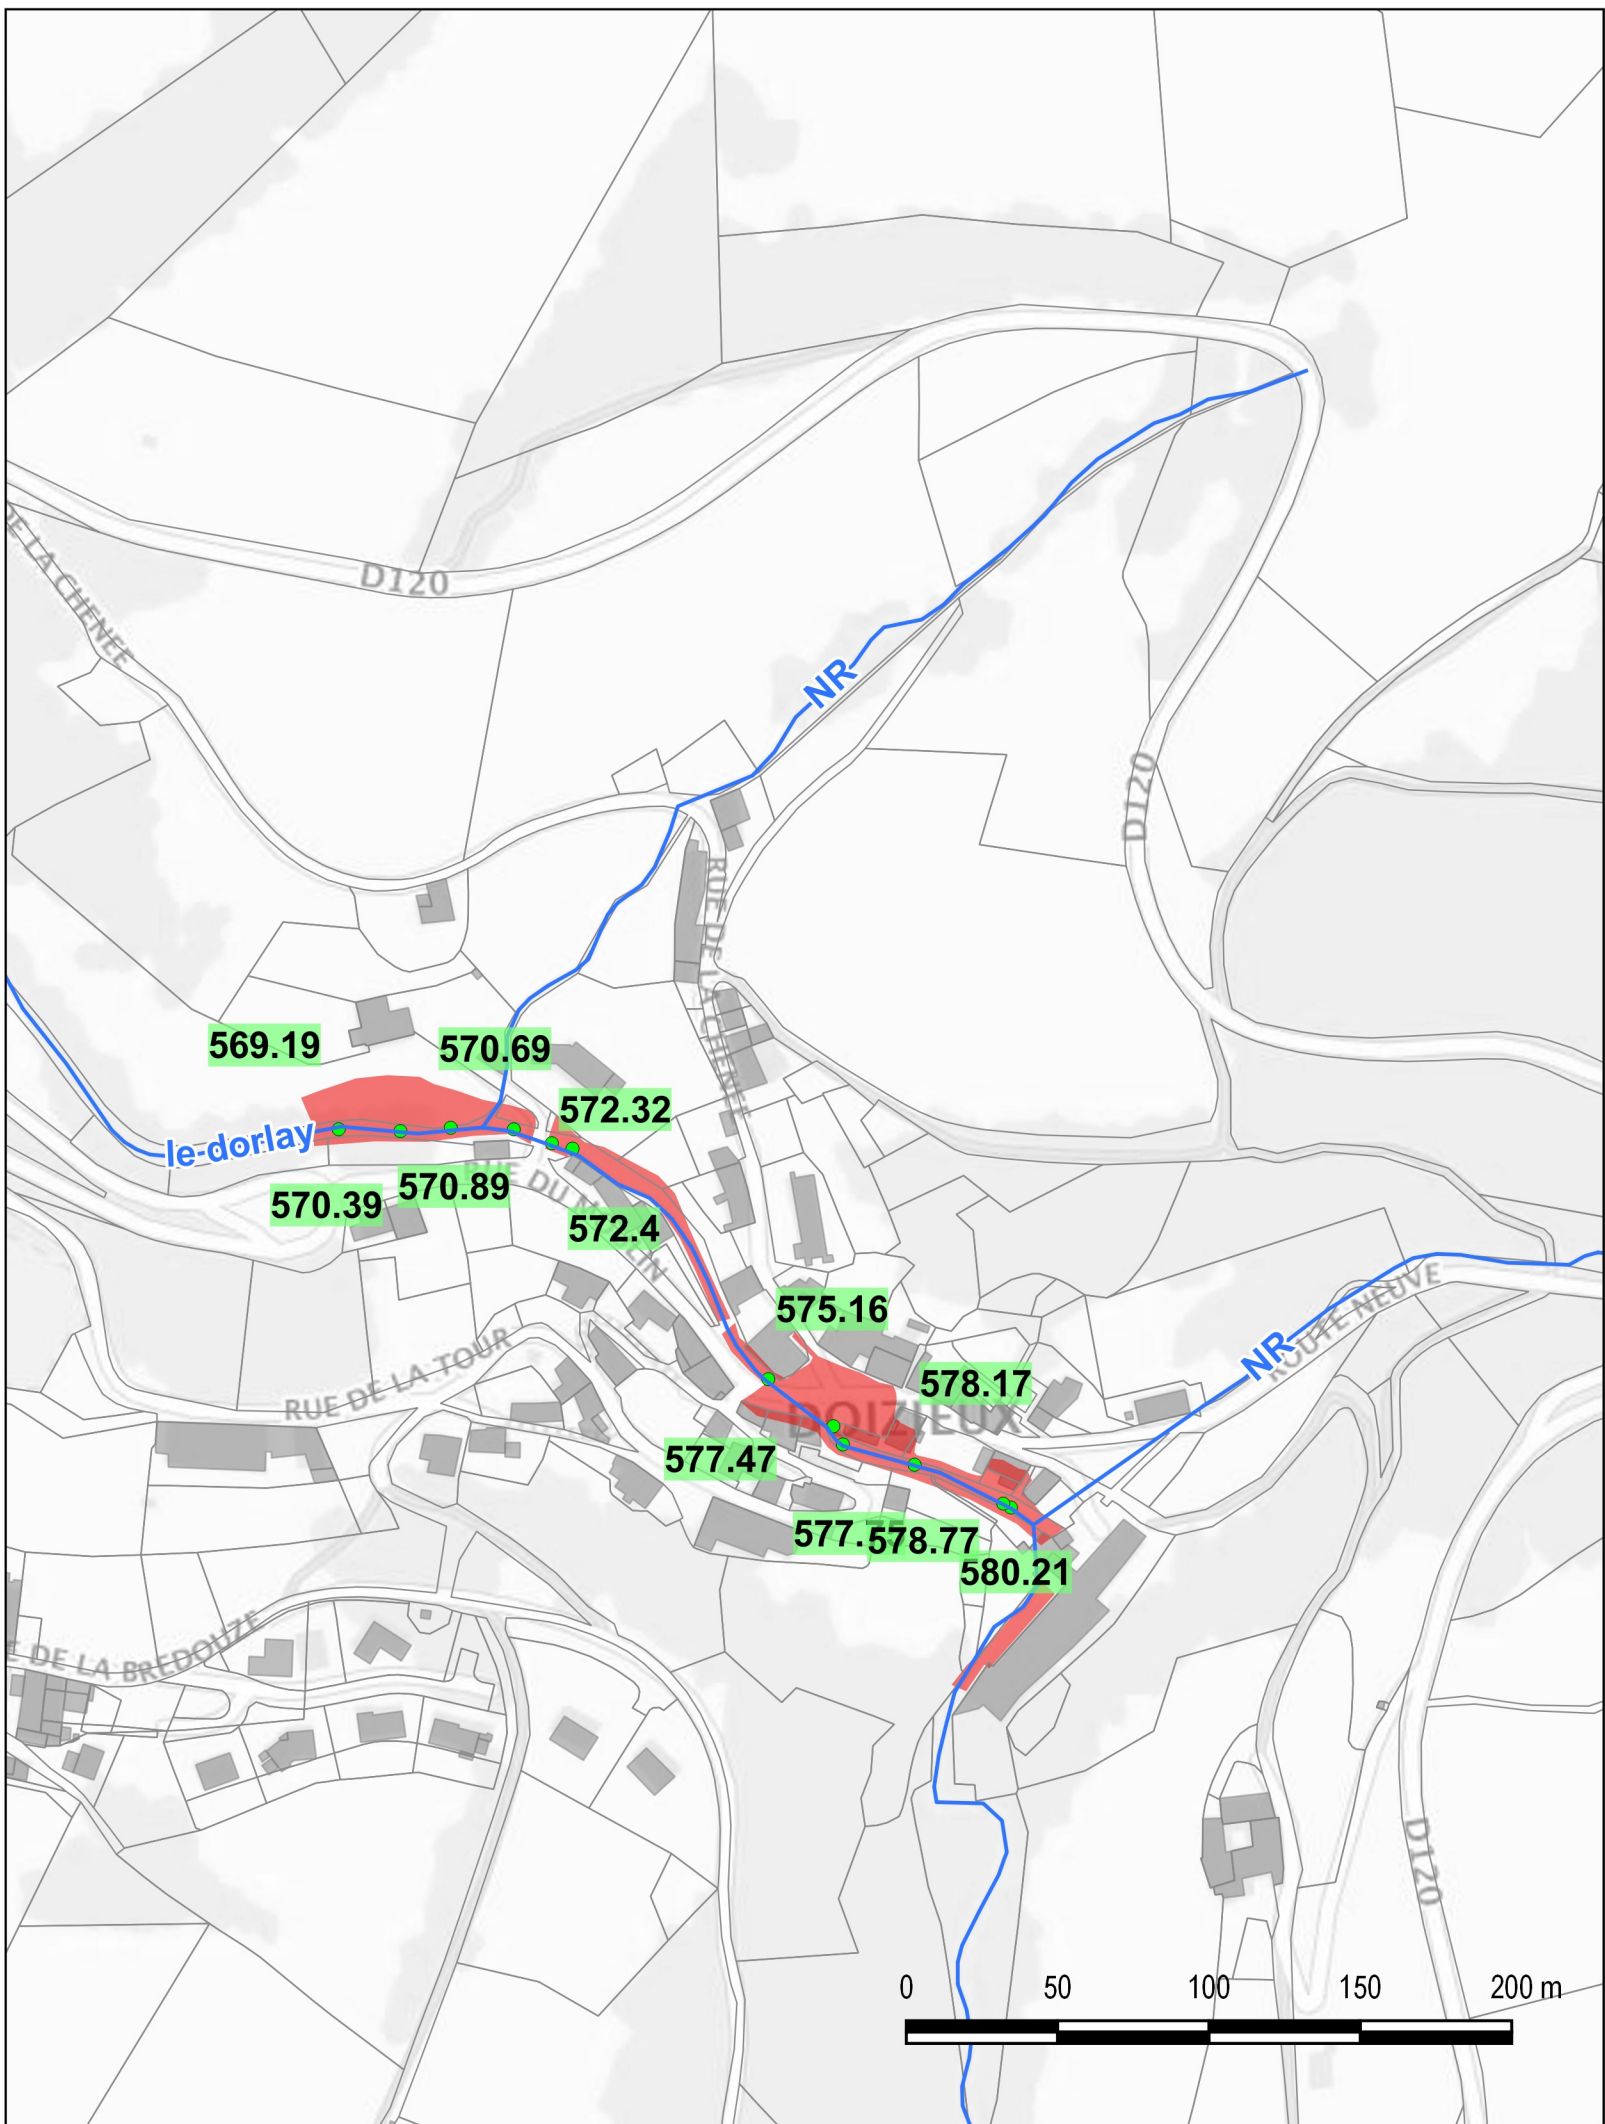 D120
DE LA CHENEE
NR
D120
RUE DE LA CHENEE
569.19
570.69
572.32
le-dorlay
570.39
570.89
RUE DU
572.4
575.16
ROUTE NEUVE
NR
RUE DE LA TOUR
578.17
DOIZIEUX
577.47
578.77
580.21
E DE LA BREDOUZE
D120
0 50 100 150 200 m